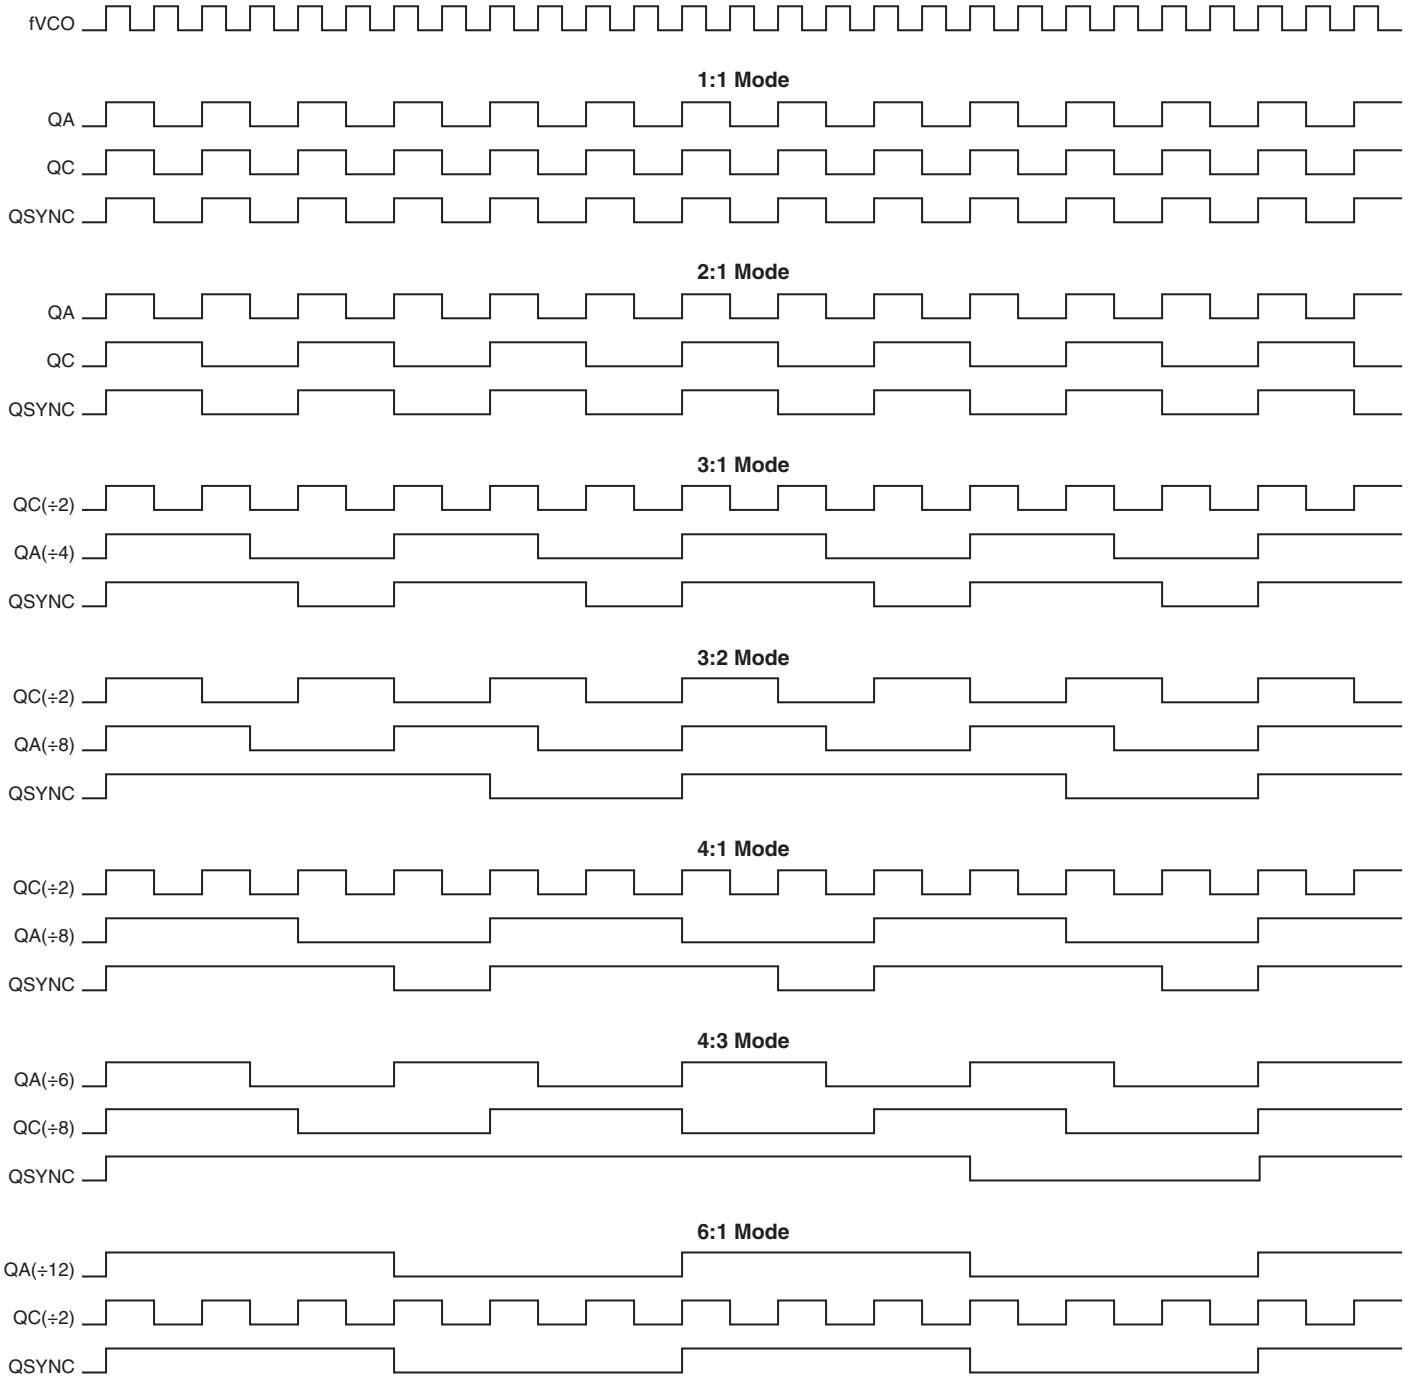 fVCO
1:1 Mode
QA
QC
QSYNC
2:1 Mode
QA
QC
QSYNC
3:1 Mode
QC(÷2)
QA(÷4)
QSYNC
3:2 Mode
QC(÷2)
QA(÷8)
QSYNC
4:1 Mode
QC(÷2)
QA(÷8)
QSYNC
4:3 Mode
QA(÷6)
QC(÷8)
QSYNC
6:1 Mode
QA(÷12)
QC(÷2)
QSYNC